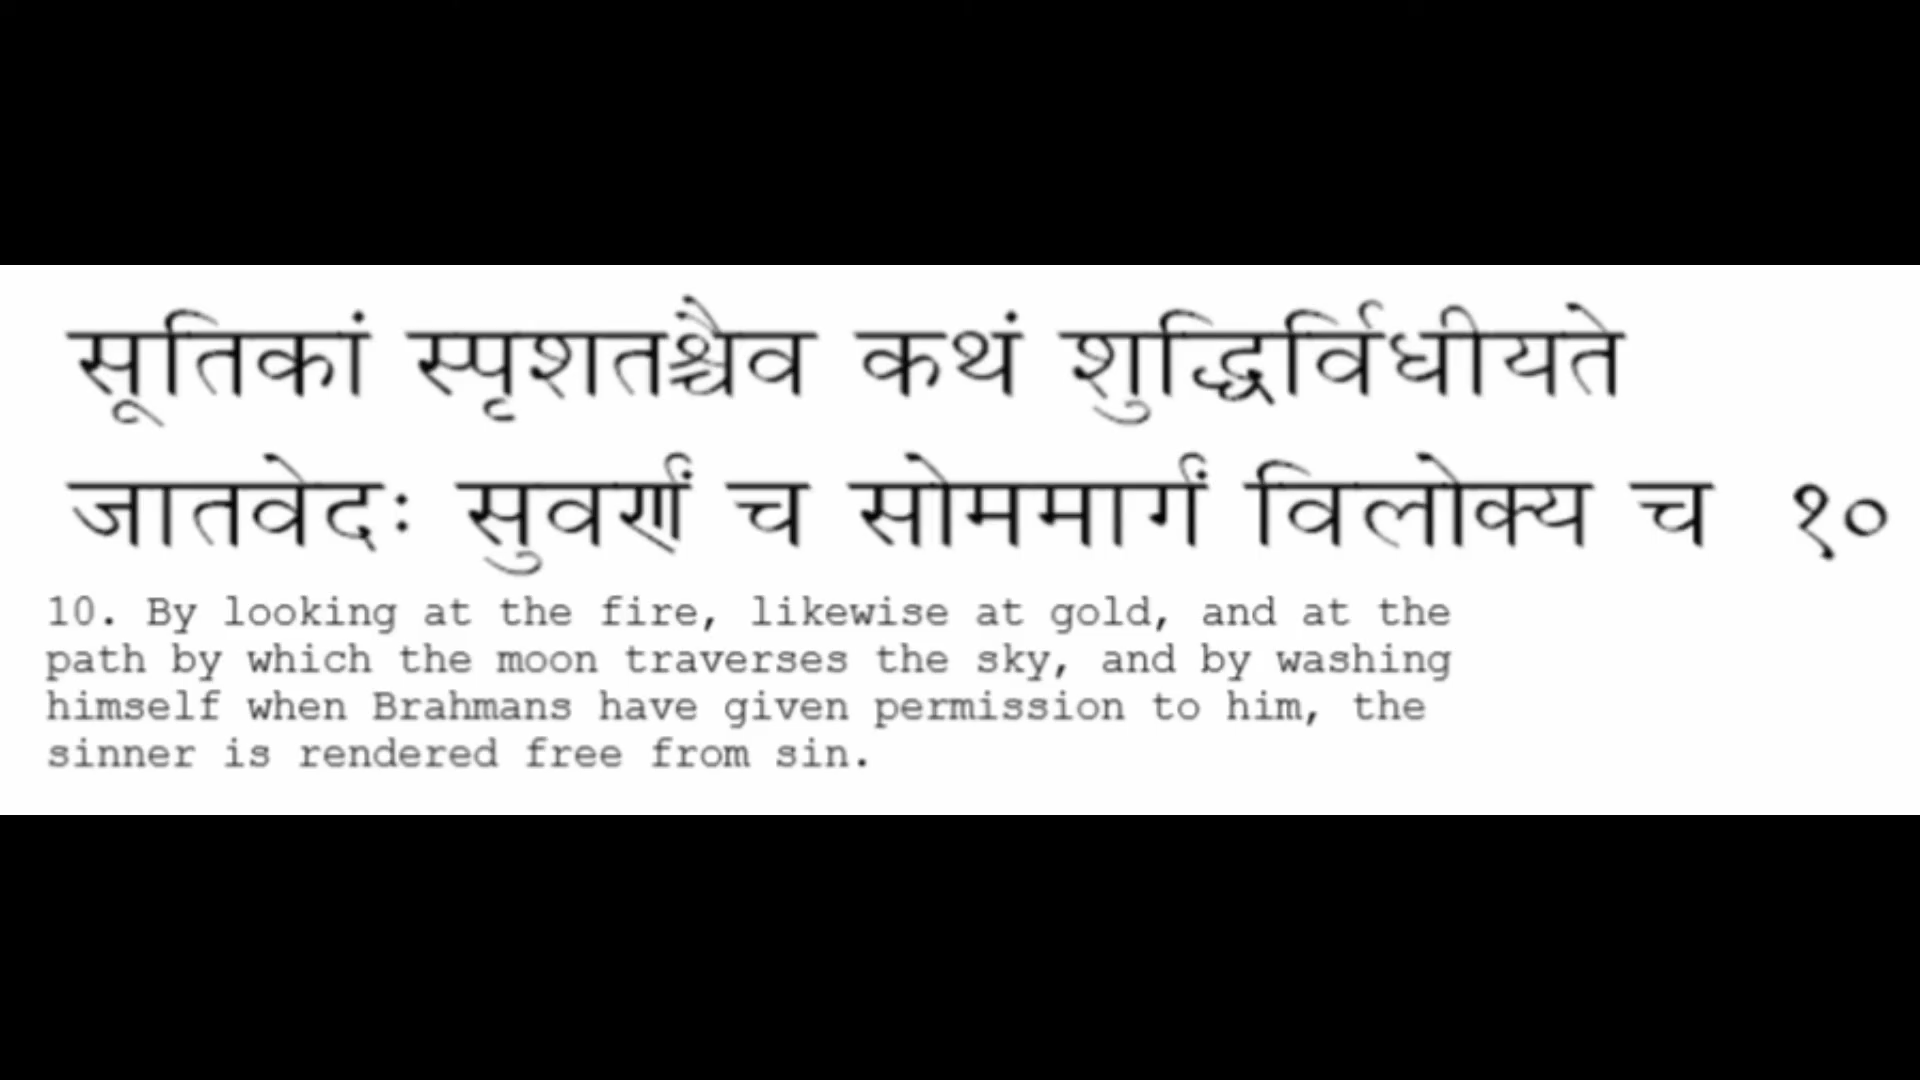 सूतिकां स्पृशतश्चैव कथं शुद्धिर्विधीयते
जातवेदः सुवर्णं च सोममार्गं विलोक्य च १०
10. By looking at the fire, likewise at gold, and at the
path by which the moon traverses the sky, and by washing
himself when Brahmans have given permission to him, the
sinner is rendered free from sin.